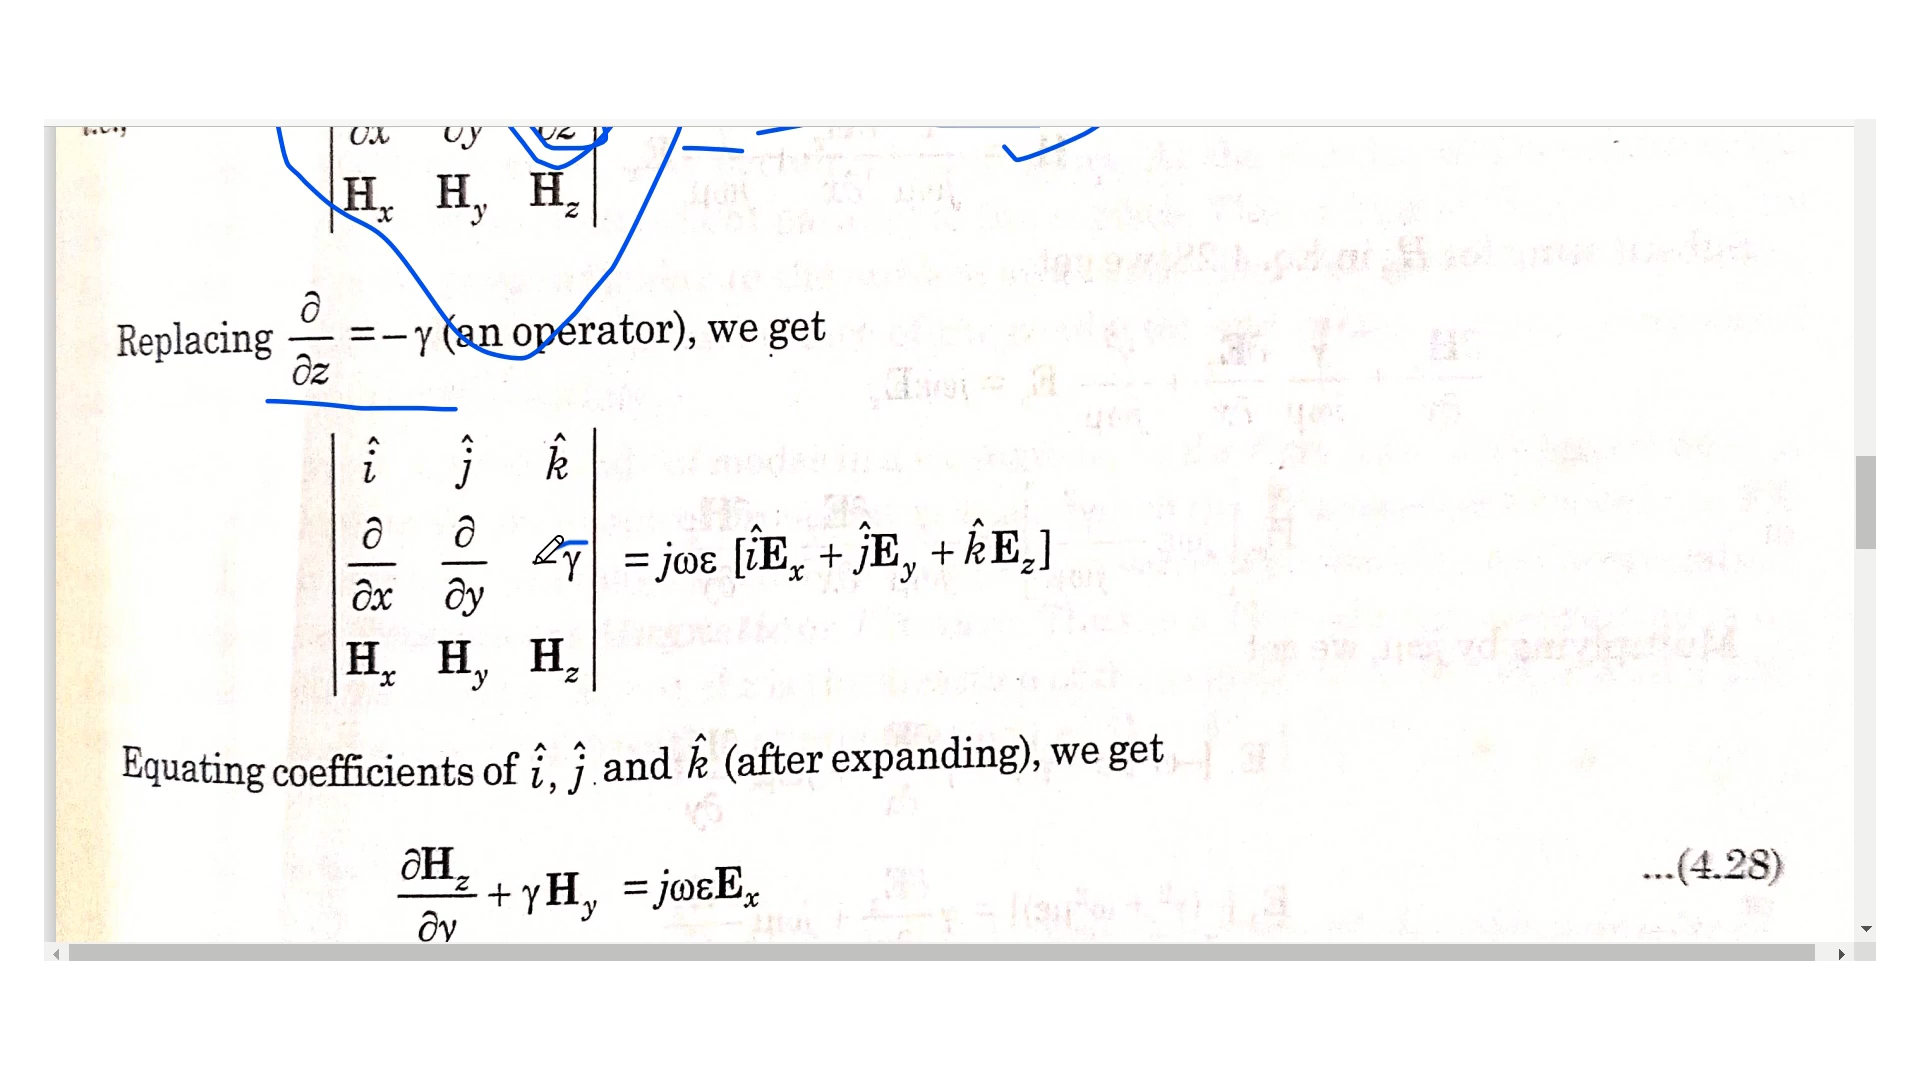 i.e.,
∂x ∂y ∂z
H_x H_y H_z
Replacing ∂/∂z = – γ (an operator), we get
î ĵ k̂
∂/∂x ∂/∂y γ = jωε [îE_x + ĵE_y + k̂E_z]
H_x H_y H_z
Equating coefficients of î, ĵ and k̂ (after expanding), we get
∂H_z/∂y + γH_y = jωεE_x ...(4.28)